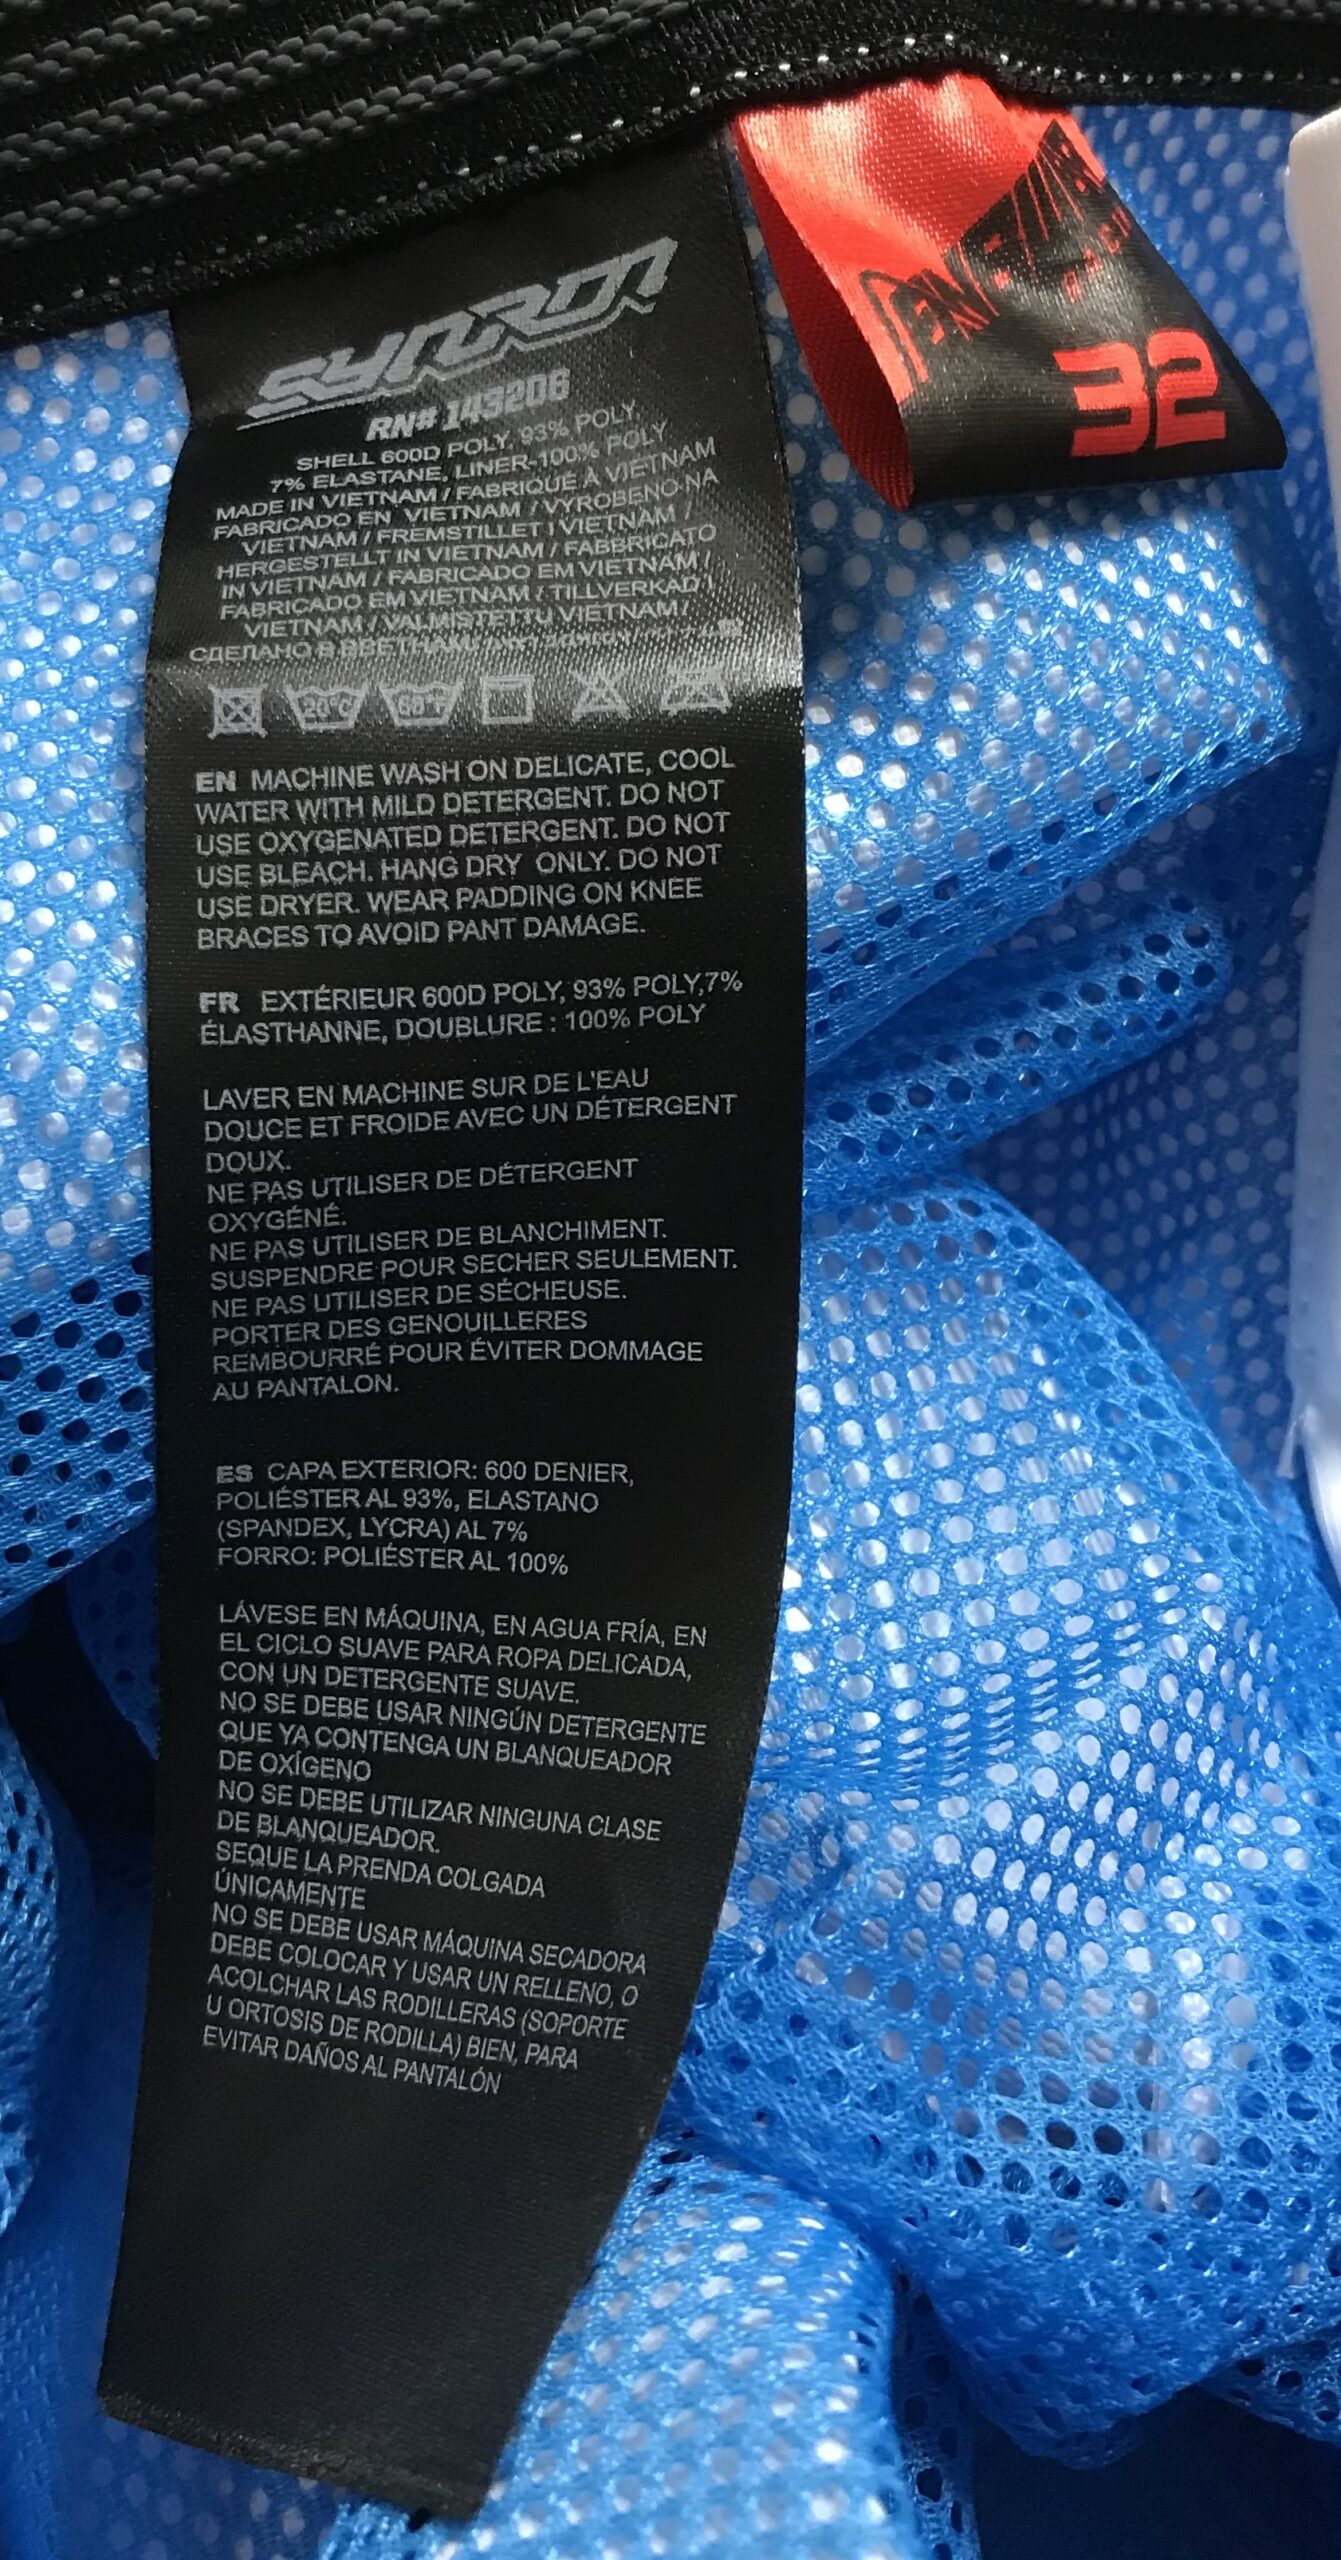 SYNRON
RN# 143206
SHELL 600D POLY, 93% POLY,
7% ELASTANE, LINER-100% POLY
MADE IN VIETNAM / FABRIQUÉ À VIETNAM
FABRICADO EN VIETNAM / VYROBENO NA
VIETNAM / FREMSTILLET I VIETNAM /
HERGESTELLT IN VIETNAM / FABBRICATO
IN VIETNAM / FABRICADO EM VIETNAM /
FABRICADO EM VIETNAM / TILLVERKAD I
VIETNAM / VALMISTETTU VIETNAM /
СДЕЛАНО В ВВЕТНАМ
20°C
68°F
EN MACHINE WASH ON DELICATE, COOL
WATER WITH MILD DETERGENT. DO NOT
USE OXYGENATED DETERGENT. DO NOT
USE BLEACH. HANG DRY ONLY. DO NOT
USE DRYER. WEAR PADDING ON KNEE
BRACES TO AVOID PANT DAMAGE.
FR EXTÉRIEUR 600D POLY, 93% POLY,7%
ÉLASTHANNE, DOUBLURE : 100% POLY
LAVER EN MACHINE SUR DE L'EAU
DOUCE ET FROIDE AVEC UN DÉTERGENT
DOUX.
NE PAS UTILISER DE DÉTERGENT
OXYGÉNÉ.
NE PAS UTILISER DE BLANCHIMENT.
SUSPENDRE POUR SECHER SEULEMENT.
NE PAS UTILISER DE SÉCHEUSE.
PORTER DES GENOUILLERES
REMBOURRÉ POUR ÉVITER DOMMAGE
AU PANTALON.
ES CAPA EXTERIOR: 600 DENIER,
POLIÉSTER AL 93%, ELASTANO
(SPANDEX, LYCRA) AL 7%
FORRO: POLIÉSTER AL 100%
LÁVESE EN MÁQUINA, EN AGUA FRÍA, EN
EL CICLO SUAVE PARA ROPA DELICADA,
CON UN DETERGENTE SUAVE.
NO SE DEBE USAR NINGÚN DETERGENTE
QUE YA CONTENGA UN BLANQUEADOR
DE OXÍGENO
NO SE DEBE UTILIZAR NINGUNA CLASE
DE BLANQUEADOR.
SEQUE LA PRENDA COLGADA
ÚNICAMENTE
NO SE DEBE USAR MÁQUINA SECADORA
DEBE COLOCAR Y USAR UN RELLENO, O
ACOLCHAR LAS RODILLERAS (SOPORTE
U ORTOSIS DE RODILLA) BIEN, PARA
EVITAR DAÑOS AL PANTALÓN
32